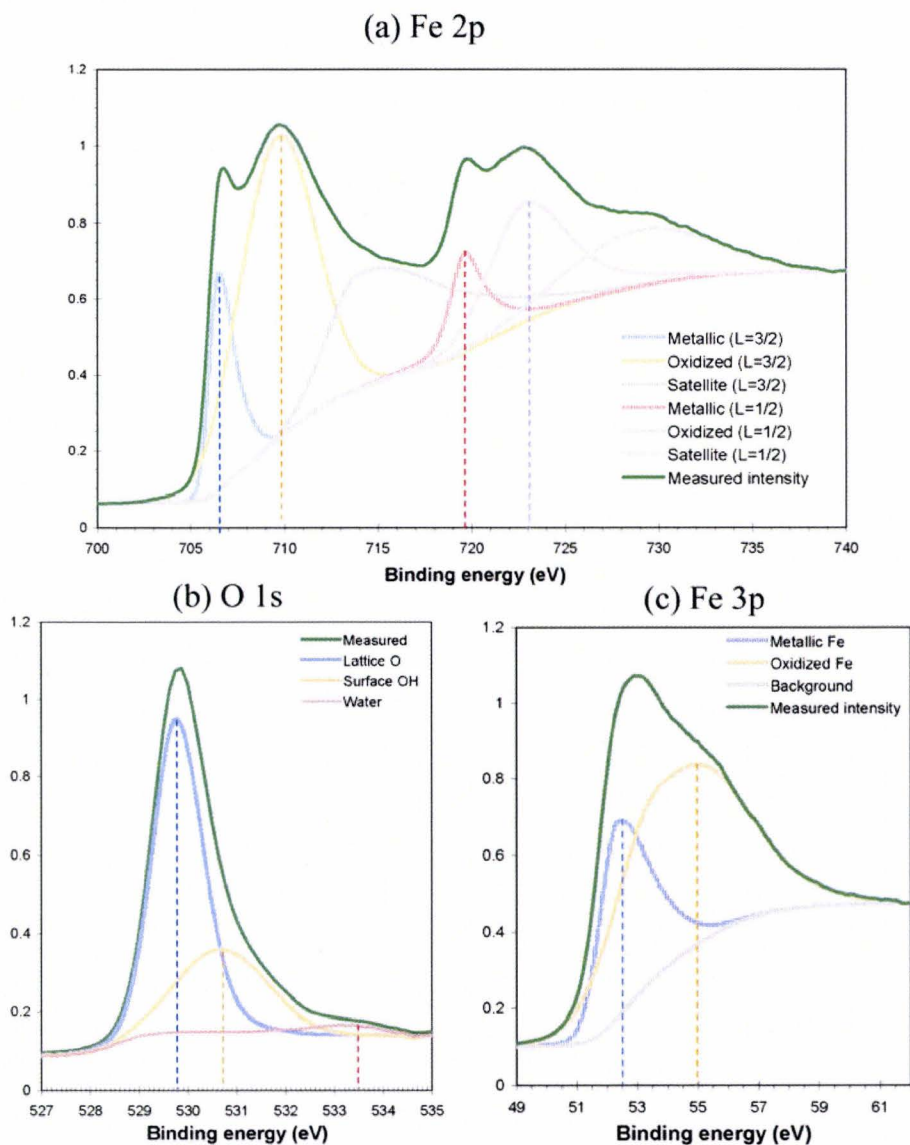 (a) Fe 2p
1.2
1
0.8
0.6
0.4
0.2
0
700 705 710 715 720 725 730 735 740
Binding energy (eV)
Metallic (L=3/2)
Oxidized (L=3/2)
Satellite (L=3/2)
Metallic (L=1/2)
Oxidized (L=1/2)
Satellite (L=1/2)
Measured intensity
(b) O 1s
1.2
1
0.8
0.6
0.4
0.2
0
527 528 529 530 531 532 533 534 535
Binding energy (eV)
Measured
Lattice O
Surface OH
Water
(c) Fe 3p
1.2
1
0.8
0.6
0.4
0.2
0
49 51 53 55 57 59 61
Binding energy (eV)
Metallic Fe
Oxidized Fe
Background
Measured intensity